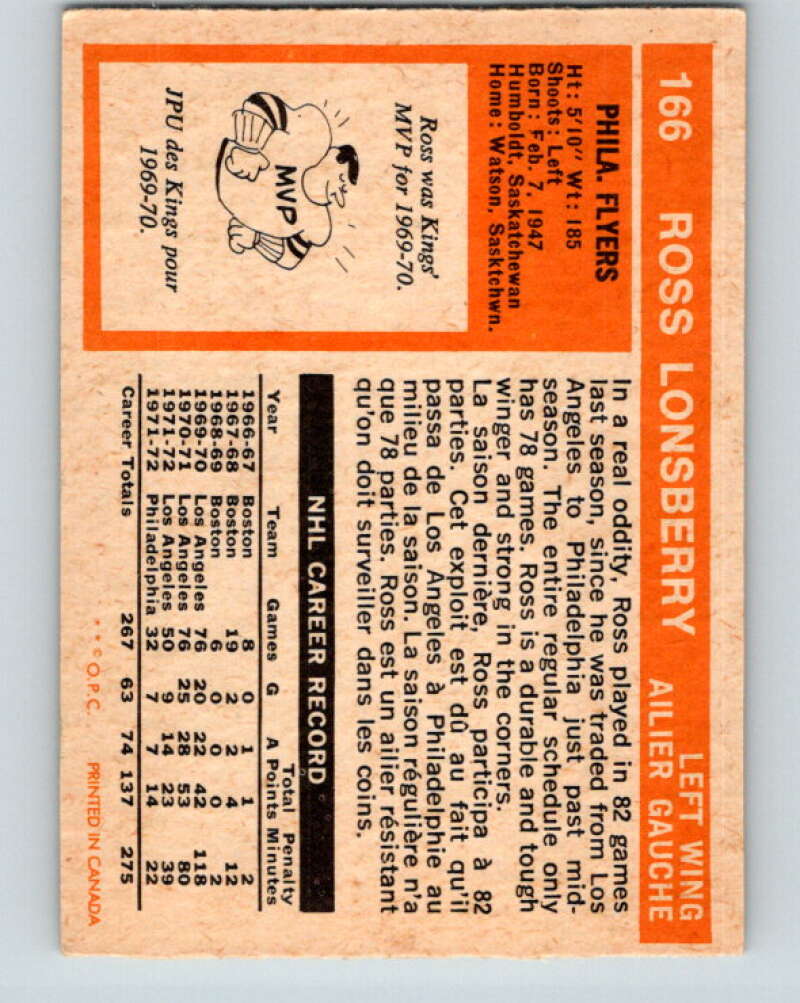 166 ROSS LONSBERRY
LEFT WING
AILIER GAUCHE
PHILA. FLYERS
Ht: 5'10" Wt: 185
Shoots: Left
Born: Feb. 7, 1947
Humboldt, Saskatchewan
Home: Watson, Sasktchwn.
Ross was Kings'
MVP for 1969-70.
MVP
JPU des Kings pour
1969-70.
In a real oddity, Ross played in 82 games
last season, since he was traded from Los
Angeles to Philadelphia just past mid-
season. The entire regular schedule only
has 78 games. Ross is a durable and tough
winger and strong in the corners.
La saison dernière, Ross participa à 82
parties. Cet exploit est dû au fait qu'il
passa de Los Angeles à Philadelphie au
milieu de la saison. La saison régulière n'a
que 78 parties. Ross est un ailier résistant
qu'on doit surveiller dans les coins.
NHL CAREER RECORD
Total Penalty
Year Team Games G A Points Minutes
1966-67 Boston 8 0 1 1 2
1967-68 Boston 19 2 2 4 12
1968-69 Boston 6 0 0 0 2
1969-70 Los Angeles 76 20 22 42 118
1970-71 Los Angeles 76 25 28 53 80
1971-72 Los Angeles 50 9 14 23 39
1971-72 Philadelphia 32 7 7 14 22
Career Totals 267 63 74 137 275
* * © O.P.C. PRINTED IN CANADA